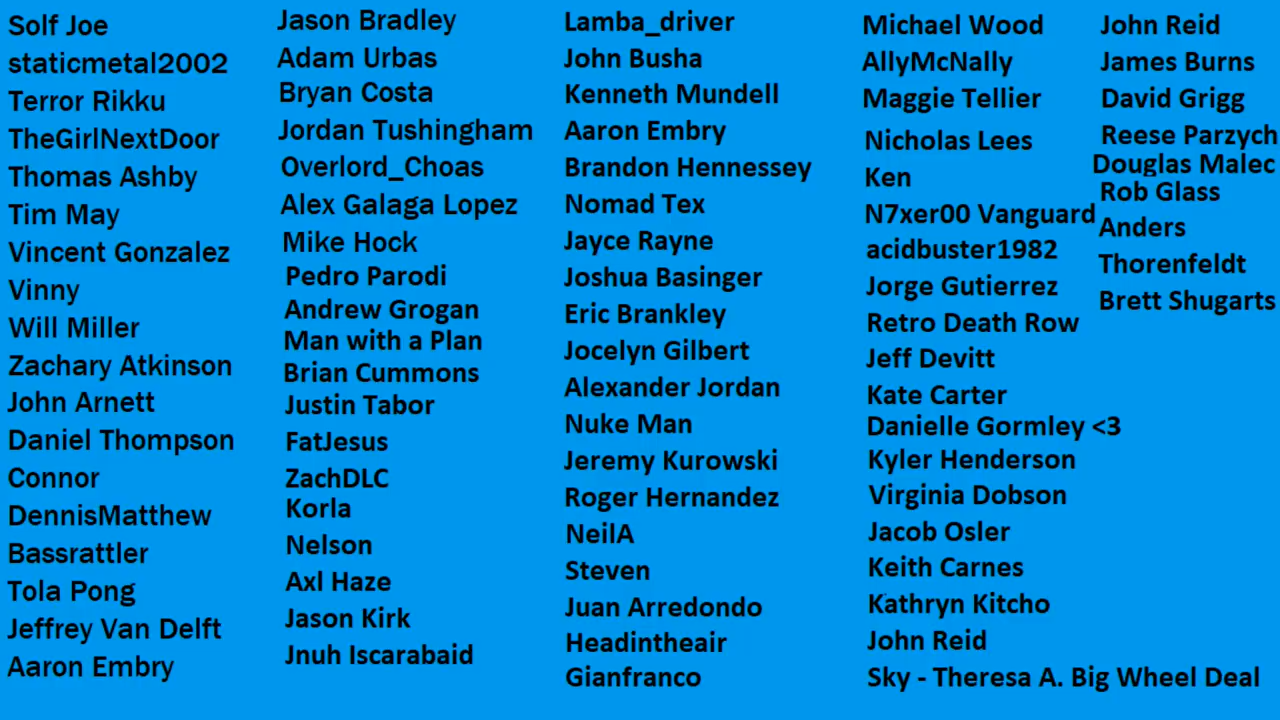 Solf Joe
staticmetal2002
Terror Rikku
TheGirlNextDoor
Thomas Ashby
Tim May
Vincent Gonzalez
Vinny
Will Miller
Zachary Atkinson
John Arnett
Daniel Thompson
Connor
DennisMatthew
Bassrattler
Tola Pong
Jeffrey Van Delft
Aaron Embry
Jason Bradley
Adam Urbas
Bryan Costa
Jordan Tushingham
Overlord_Choas
Alex Galaga Lopez
Mike Hock
Pedro Parodi
Andrew Grogan
Man with a Plan
Brian Cummons
Justin Tabor
FatJesus
ZachDLC
Korla
Nelson
Axl Haze
Jason Kirk
Jnuh Iscarabaid
Lamba_driver
John Busha
Kenneth Mundell
Aaron Embry
Brandon Hennessey
Nomad Tex
Jayce Rayne
Joshua Basinger
Eric Brankley
Jocelyn Gilbert
Alexander Jordan
Nuke Man
Jeremy Kurowski
Roger Hernandez
NeilA
Steven
Juan Arredondo
Headintheair
Gianfranco
Michael Wood
AllyMcNally
Maggie Tellier
Nicholas Lees
Ken
N7xer00 Vanguard
acidbuster1982
Jorge Gutierrez
Retro Death Row
Jeff Devitt
Kate Carter
Danielle Gormley <3
Kyler Henderson
Virginia Dobson
Jacob Osler
Keith Carnes
Kathryn Kitcho
John Reid
Sky - Theresa A. Big Wheel Deal
John Reid
James Burns
David Grigg
Reese Parzych
Douglas Malec
Rob Glass
Anders
Thorenfeldt
Brett Shugarts